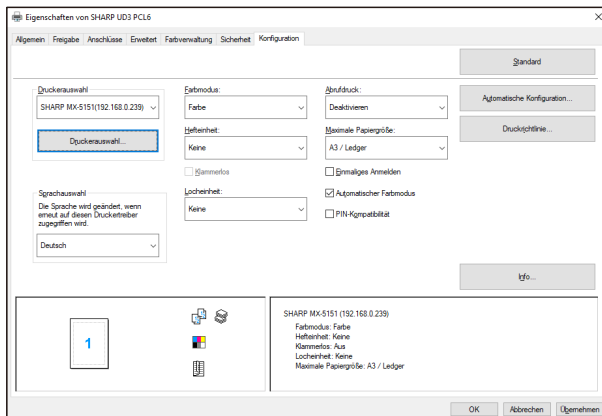 Eigenschaften von SHARP UD3 PCL6
Allgemein Freigabe Anschlüsse Erweitert Farbverwaltung Sicherheit Konfiguration
Standard
Druckerauswahl
SHARP MX-5151(192.168.0.239)
Druckerauswahl...
Sprachauswahl
Die Sprache wird geändert, wenn
erneut auf diesen Druckertreiber
zugegriffen wird.
Deutsch
Farbmodus:
Farbe
Hefteinheit:
Keine
Klammerlos
Locheinheit:
Keine
Abrufdruck:
Deaktivieren
Maximale Papiergröße:
A3 / Ledger
Einmaliges Anmelden
Automatischer Farbmodus
PIN-Kompatibilität
Automatische Konfiguration...
Druckrichtlinie...
Info...
1
SHARP MX-5151 (192.168.0.239)
Farbmodus: Farbe
Hefteinheit: Keine
Klammerlos: Aus
Locheinheit: Keine
Maximale Papiergröße: A3 / Ledger
OK Abbrechen Übernehmen